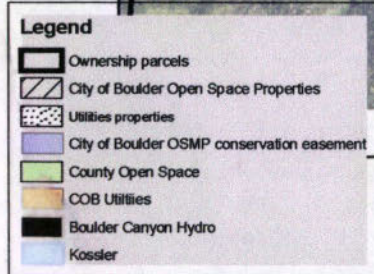 Legend
Ownership parcels
City of Boulder Open Space Properties
Utilities properties
City of Boulder OSMP conservation easement
County Open Space
COB Utiltiies
Boulder Canyon Hydro
Kossler